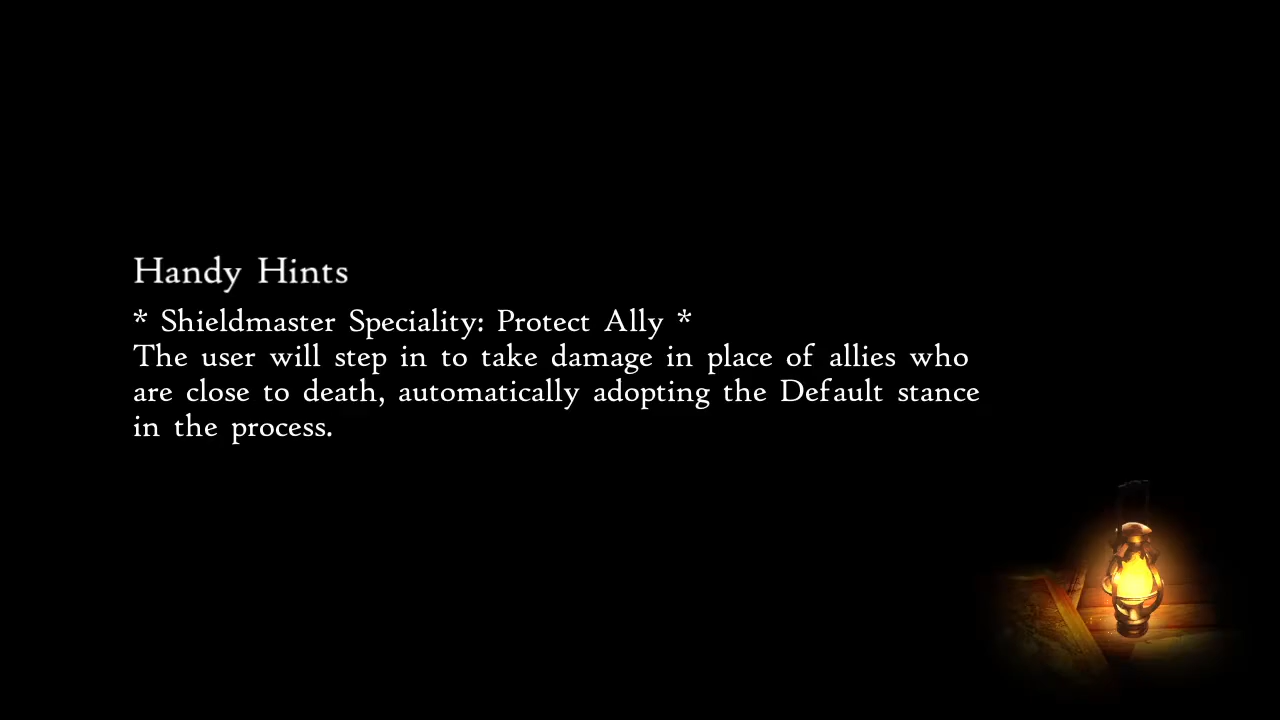 Handy Hints
* Shieldmaster Speciality: Protect Ally *
The user will step in to take damage in place of allies who
are close to death, automatically adopting the Default stance
in the process.